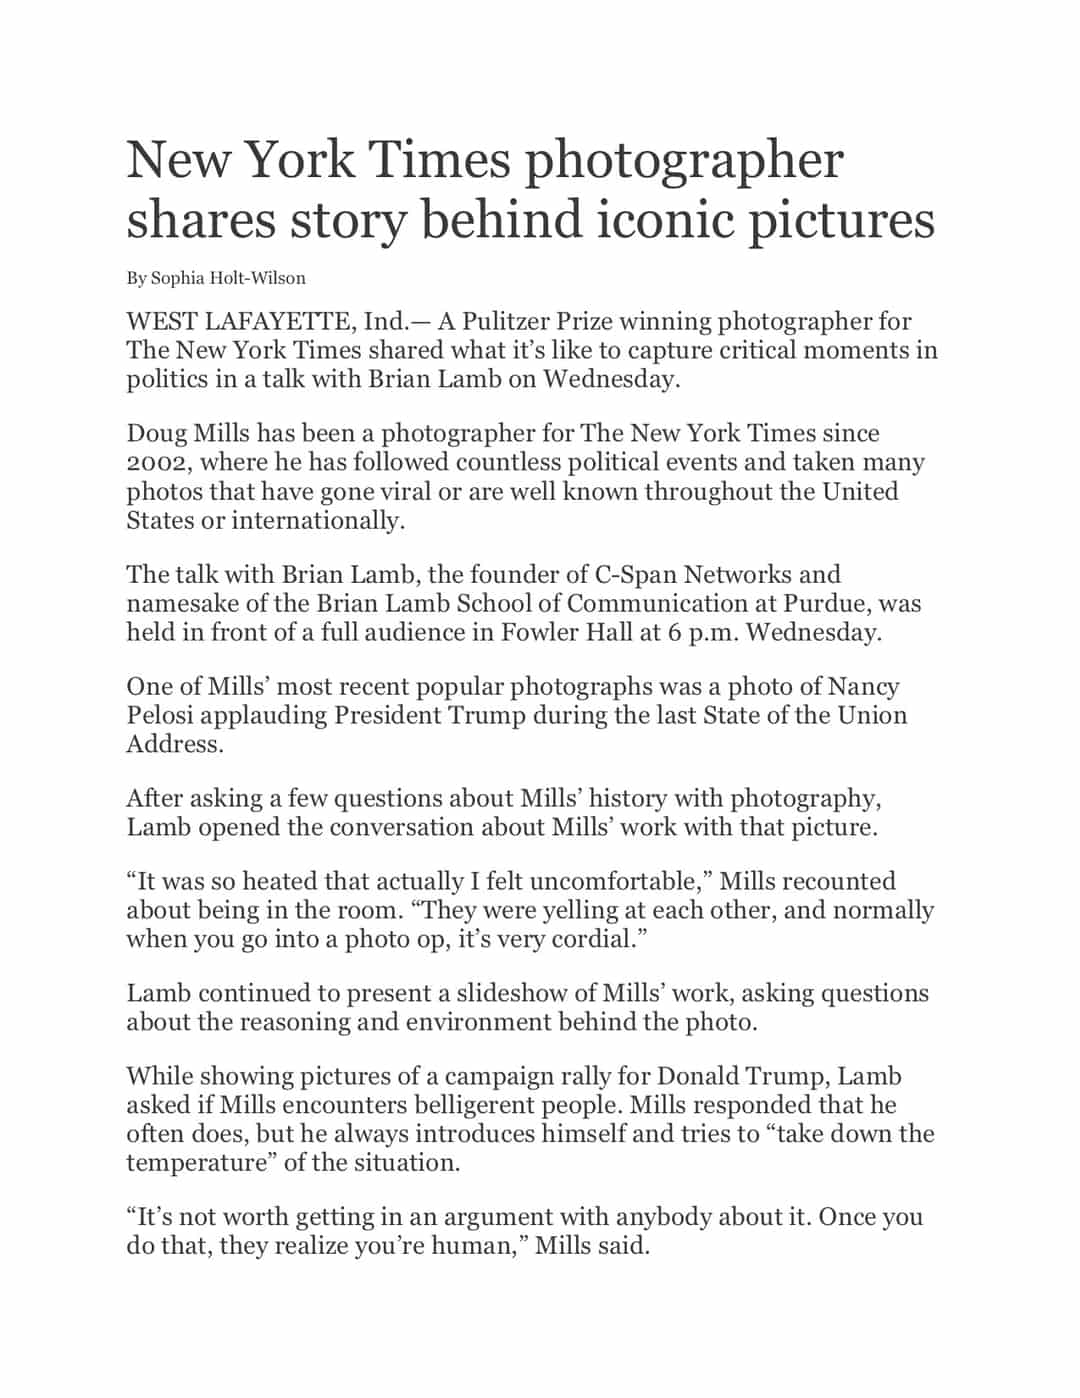 New York Times photographer
shares story behind iconic pictures
By Sophia Holt-Wilson
WEST LAFAYETTE, Ind.— A Pulitzer Prize winning photographer for
The New York Times shared what it’s like to capture critical moments in
politics in a talk with Brian Lamb on Wednesday.
Doug Mills has been a photographer for The New York Times since
2002, where he has followed countless political events and taken many
photos that have gone viral or are well known throughout the United
States or internationally.
The talk with Brian Lamb, the founder of C-Span Networks and
namesake of the Brian Lamb School of Communication at Purdue, was
held in front of a full audience in Fowler Hall at 6 p.m. Wednesday.
One of Mills’ most recent popular photographs was a photo of Nancy
Pelosi applauding President Trump during the last State of the Union
Address.
After asking a few questions about Mills’ history with photography,
Lamb opened the conversation about Mills’ work with that picture.
“It was so heated that actually I felt uncomfortable,” Mills recounted
about being in the room. “They were yelling at each other, and normally
when you go into a photo op, it’s very cordial.”
Lamb continued to present a slideshow of Mills’ work, asking questions
about the reasoning and environment behind the photo.
While showing pictures of a campaign rally for Donald Trump, Lamb
asked if Mills encounters belligerent people. Mills responded that he
often does, but he always introduces himself and tries to “take down the
temperature” of the situation.
“It’s not worth getting in an argument with anybody about it. Once you
do that, they realize you’re human,” Mills said.